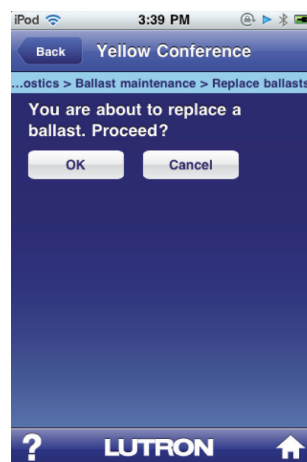 iPod 3:39 PM
Back Yellow Conference
...ostics > Ballast maintenance > Replace ballasts
You are about to replace a
ballast. Proceed?
OK Cancel
? LUTRON